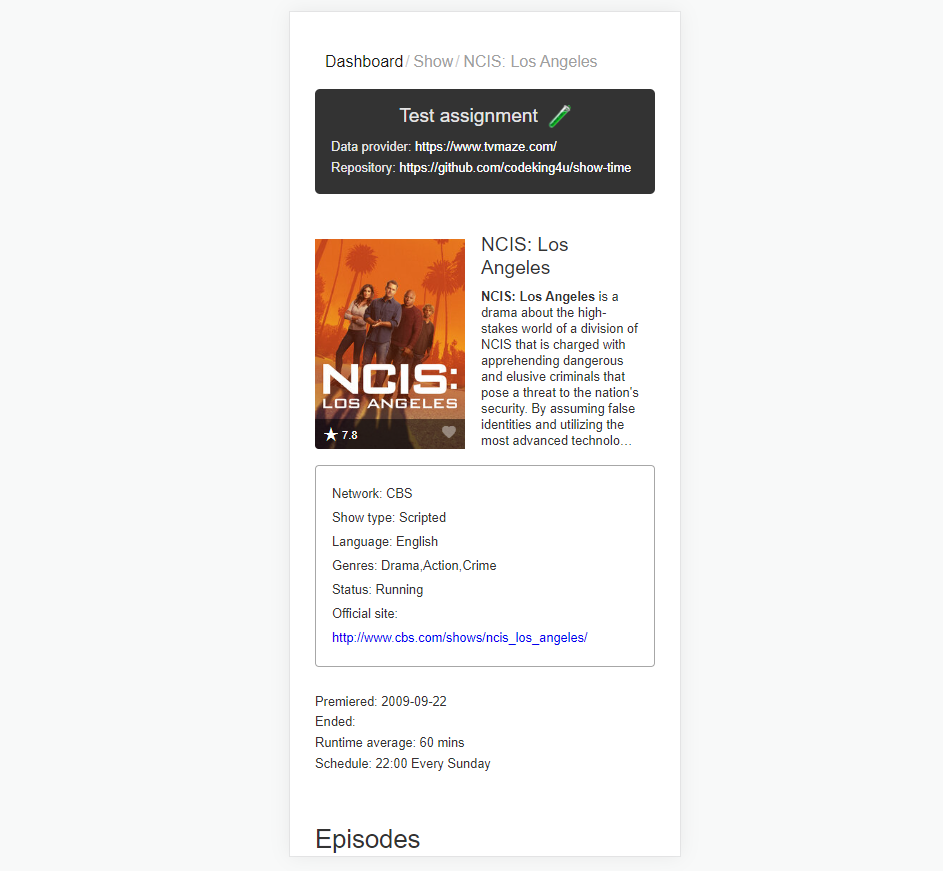 Dashboard / Show / NCIS: Los Angeles
Test assignment
Data provider: https://www.tvmaze.com/
Repository: https://github.com/codeking4u/show-time
NCIS:
LOS ANGELES
7.8
NCIS: Los
Angeles
NCIS: Los Angeles is a
drama about the high-
stakes world of a division of
NCIS that is charged with
apprehending dangerous
and elusive criminals that
pose a threat to the nation's
security. By assuming false
identities and utilizing the
most advanced technolo…
Network: CBS
Show type: Scripted
Language: English
Genres: Drama,Action,Crime
Status: Running
Official site:
http://www.cbs.com/shows/ncis_los_angeles/
Premiered: 2009-09-22
Ended:
Runtime average: 60 mins
Schedule: 22:00 Every Sunday
Episodes